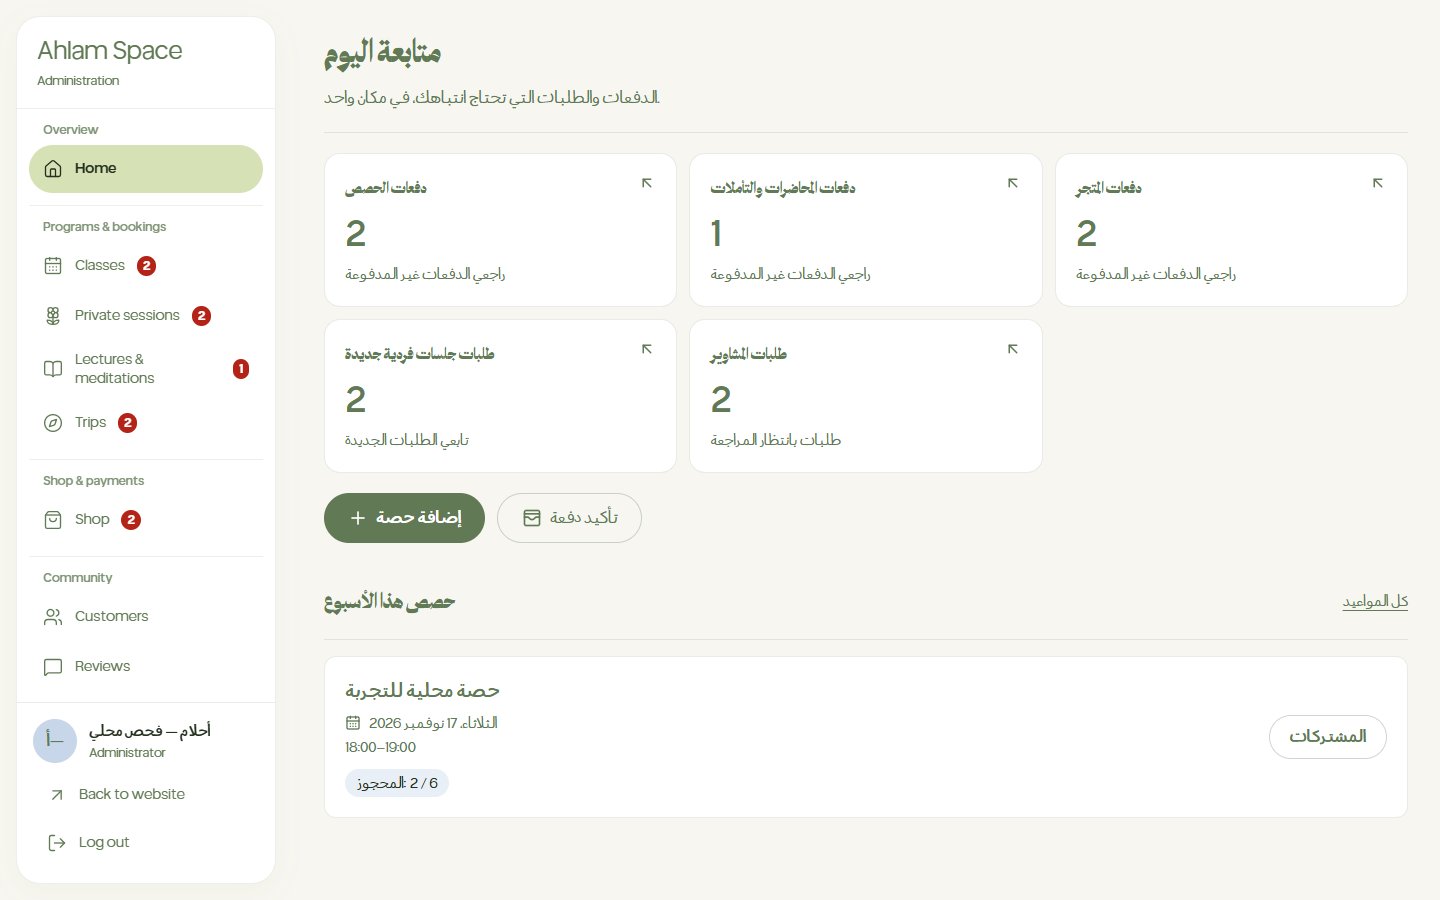 Ahlam Space
Administration
Overview
Home
Programs & bookings
Classes 2
Private sessions 2
Lectures &
meditations 1
Trips 2
Shop & payments
Shop 2
Community
Customers
Reviews
أحلام — فحص محلي
أ—
Administrator
Back to website
Log out
متابعة اليوم
الدفعات والطلبات التي تحتاج انتباهك، في مكان واحد.
دفعات الحصص
2
راجعي الدفعات غير المدفوعة
دفعات المحاضرات والتأملات
1
راجعي الدفعات غير المدفوعة
دفعات المتجر
2
راجعي الدفعات غير المدفوعة
طلبات جلسات فردية جديدة
2
تابعي الطلبات الجديدة
طلبات المشاوير
2
طلبات بانتظار المراجعة
إضافة حصة
تأكيد دفعة
حصص هذا الأسبوع
كل المواعيد
حصة محلية للتجربة
الثلاثاء، 17 نوفمبر 2026
18:00–19:00
المحجوز: 2 / 6
المشتركات